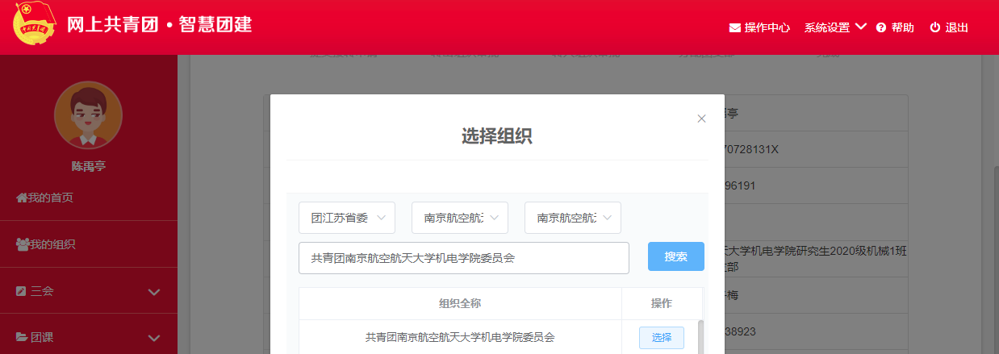 网上共青团·智慧团建
操作中心 系统设置 帮助 退出
陈禹亭
我的首页
我的组织
三会
团课
选择组织
团江苏省委 南京航空航天 南京航空航天
共青团南京航空航天大学机电学院委员会 搜索
组织全称 操作
共青团南京航空航天大学机电学院委员会 选择
亭
70728131X
96191
大学机电学院研究生2020级机械1班
部
梅
38923